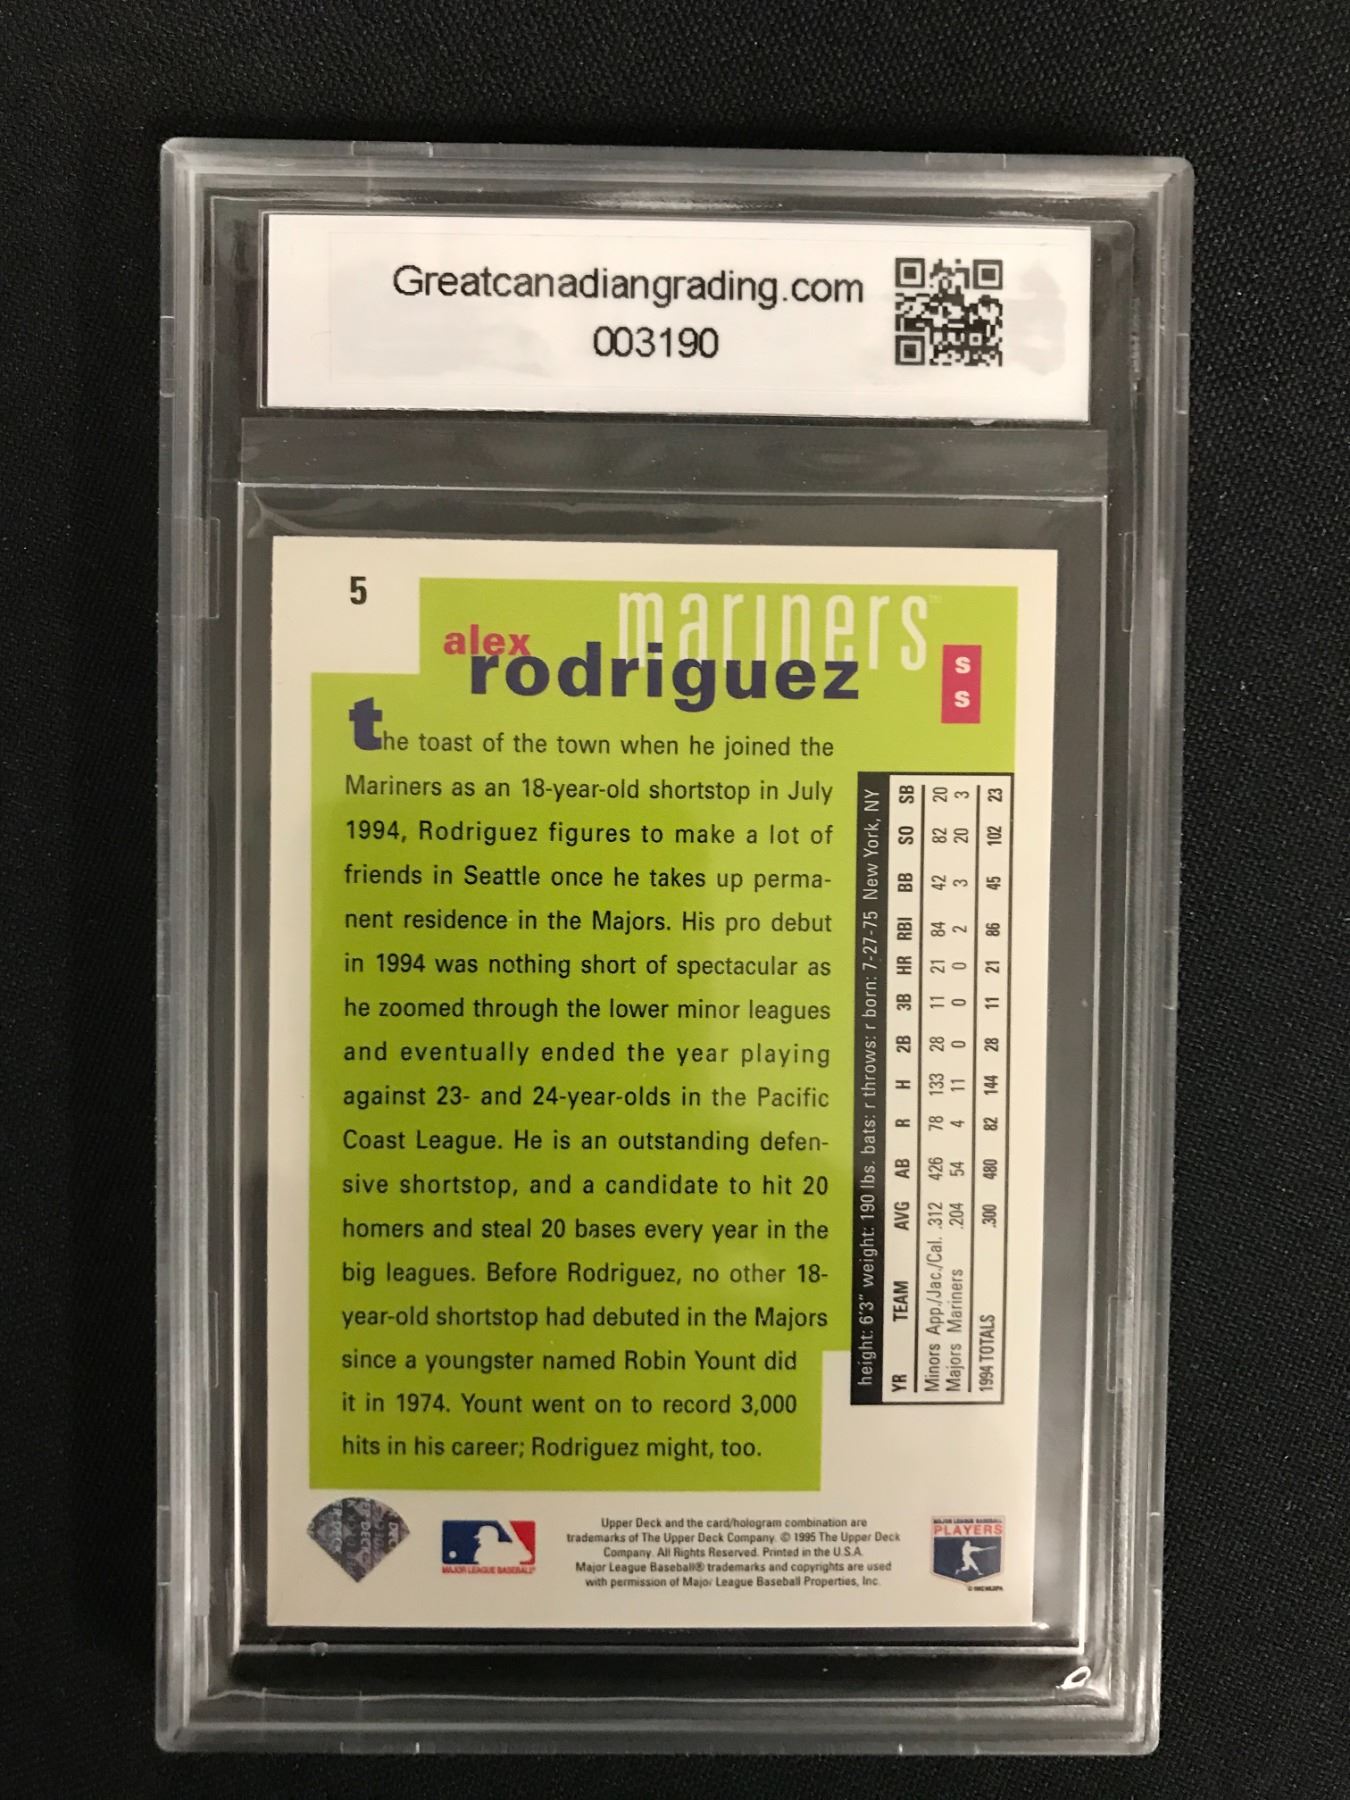 Greatcanadiangrading.com
003190
5
mariners™
alex
rodriguez
s
s
the toast of the town when he joined the
Mariners as an 18-year-old shortstop in July
1994, Rodriguez figures to make a lot of
friends in Seattle once he takes up perma-
nent residence in the Majors. His pro debut
in 1994 was nothing short of spectacular as
he zoomed through the lower minor leagues
and eventually ended the year playing
against 23- and 24-year-olds in the Pacific
Coast League. He is an outstanding defen-
sive shortstop, and a candidate to hit 20
homers and steal 20 bases every year in the
big leagues. Before Rodriguez, no other 18-
year-old shortstop had debuted in the Majors
since a youngster named Robin Yount did
it in 1974. Yount went on to record 3,000
hits in his career; Rodriguez might, too.
height: 6'3" weight: 190 lbs. bats: r throws: r born: 7-27-75 New York, NY
YR TEAM AVG AB R H 2B 3B HR RBI BB SO SB
Minors App./Jac./Cal. .312 426 78 133 28 11 21 84 42 82 20
Majors Mariners .204 54 4 11 0 0 0 2 3 20 3
1994 TOTALS .300 480 82 144 28 11 21 86 45 102 23
MAJOR LEAGUE BASEBALL®
Upper Deck and the card/hologram combination are
trademarks of The Upper Deck Company. © 1995 The Upper Deck
Company. All Rights Reserved. Printed in the U.S.A.
Major League Baseball® trademarks and copyrights are used
with permission of Major League Baseball Properties, Inc.
MAJOR LEAGUE BASEBALL
PLAYERS